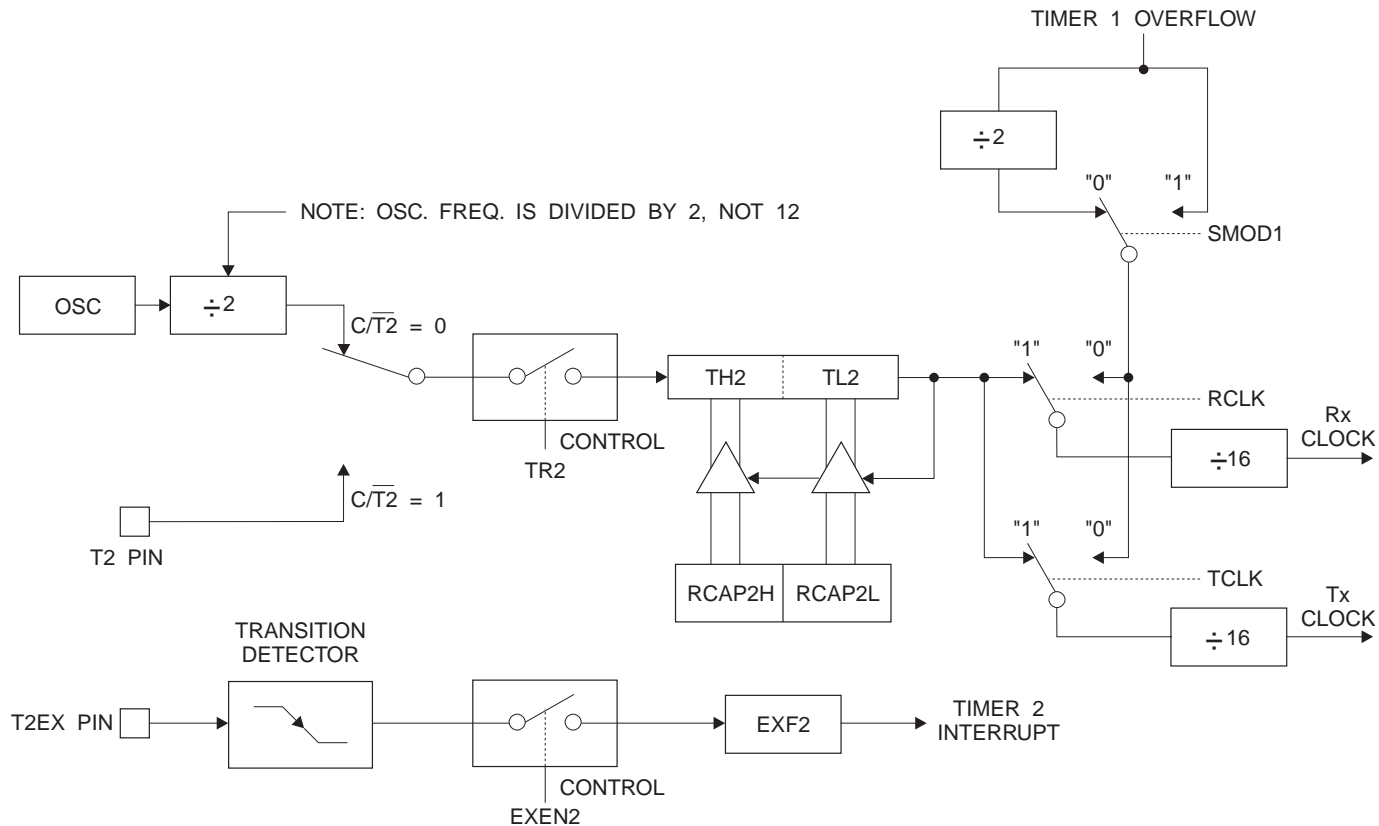 TIMER 1 OVERFLOW
÷2
"0" "1"
NOTE: OSC. FREQ. IS DIVIDED BY 2, NOT 12
SMOD1
OSC
÷2
C/T̅2̅ = 0
"1" "0"
TH2 TL2
RCLK
Rx
CLOCK
CONTROL
TR2
÷16
C/T̅2̅ = 1
"1" "0"
T2 PIN
TCLK
RCAP2H RCAP2L
Tx
CLOCK
TRANSITION
DETECTOR
÷16
T2EX PIN
EXF2
TIMER 2
INTERRUPT
CONTROL
EXEN2